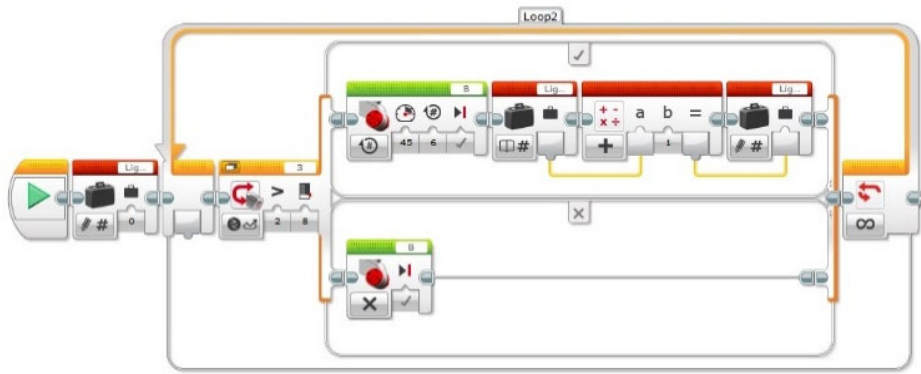 Loop2
B
Lig...
Lig...
#
+ -
× ÷
a b =
#
45 6
#
+
1
#
Lig...
3
>
#
0
2 8
∞
B